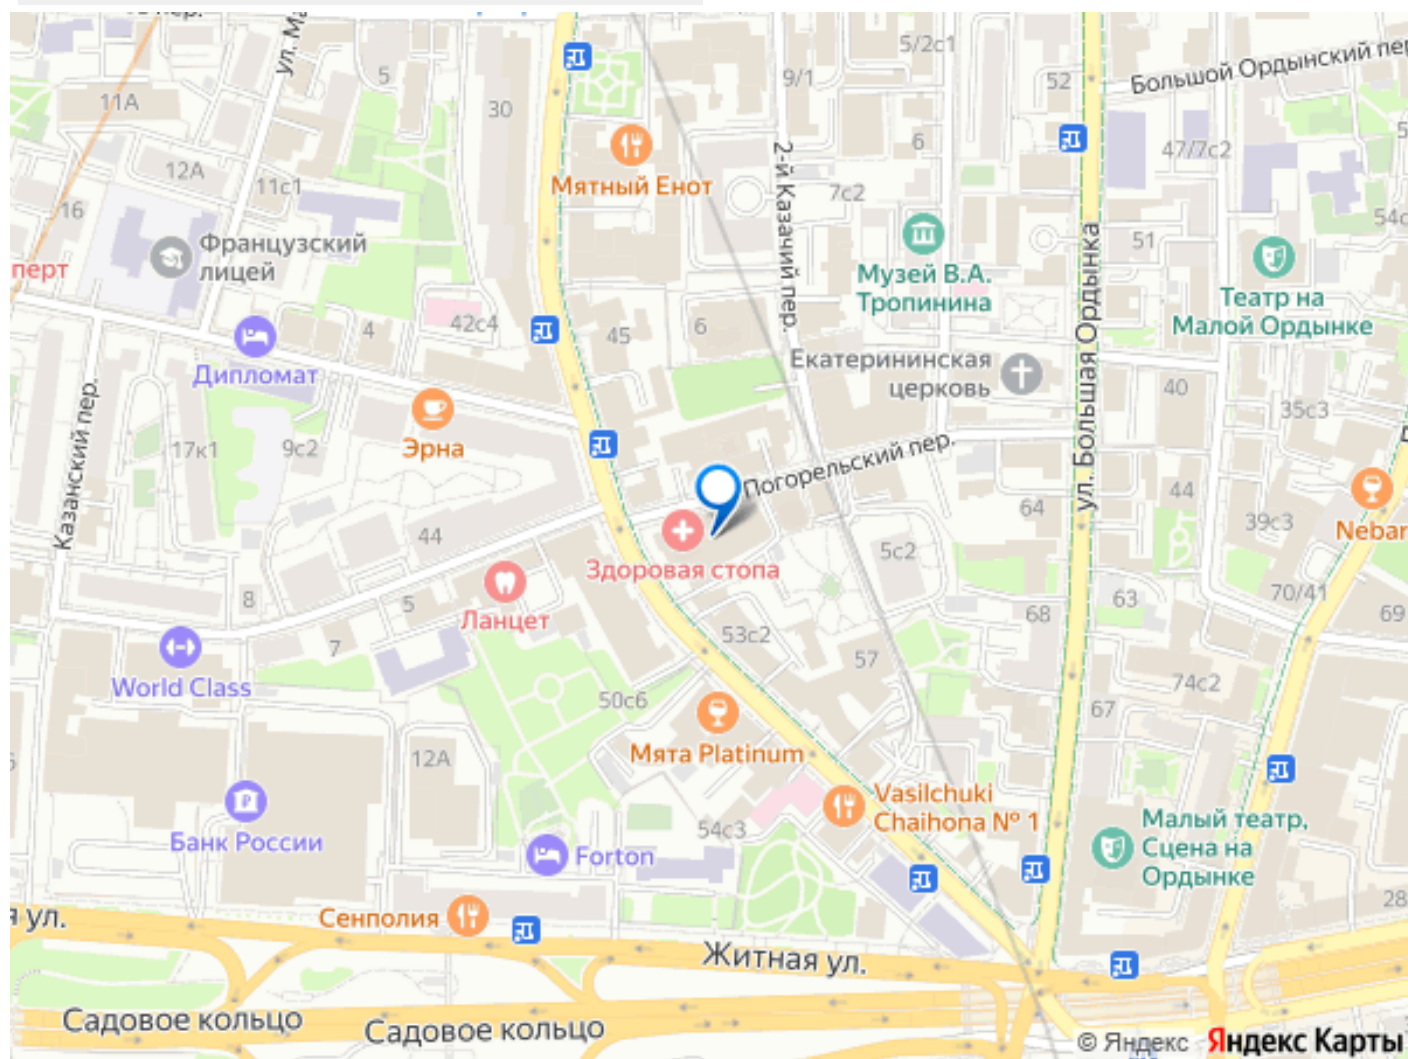 5/2с1
Большой Ордынский пер
ул. Ма
5
9/1
52
11А
30
6
47/7с2
Мятный Енот
2-й Казачий пер.
12А
11с1
7с2
16
54с
Французский
лицей
51
Музей В.А.
Тропинина
перт
Театр на
Малой Ордынке
ул. Большая Ордынка
4
42с4
45
6
Екатерининская
церковь
Дипломат
40
35с3
Казанский пер.
17к1
9с2
Эрна
Погорельский пер.
44
64
39с3
Nebar
44
5с2
Здоровая стопа
8
5
Ланцет
63
70/41
68
69
7
53с2
57
World Class
50с6
74с2
67
Мята Platinum
12А
Vasilchuki
Chaihona № 1
Банк России
54с3
Малый театр,
Сцена на
Ордынке
Forton
28
я ул.
Сенполия
Житная ул.
Садовое кольцо
Садовое кольцо
© Яндекс Яндекс Карты